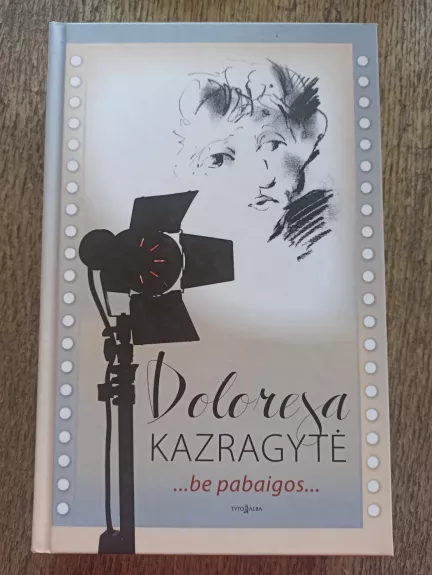 Doloresa
KAZRAGYTĖ
...be pabaigos...
TYTO ALBA